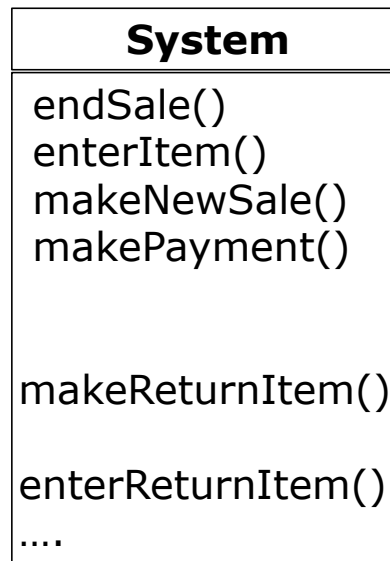 System
endSale()
enterItem()
makeNewSale()
makePayment()
makeReturnItem()
enterReturnItem()
....